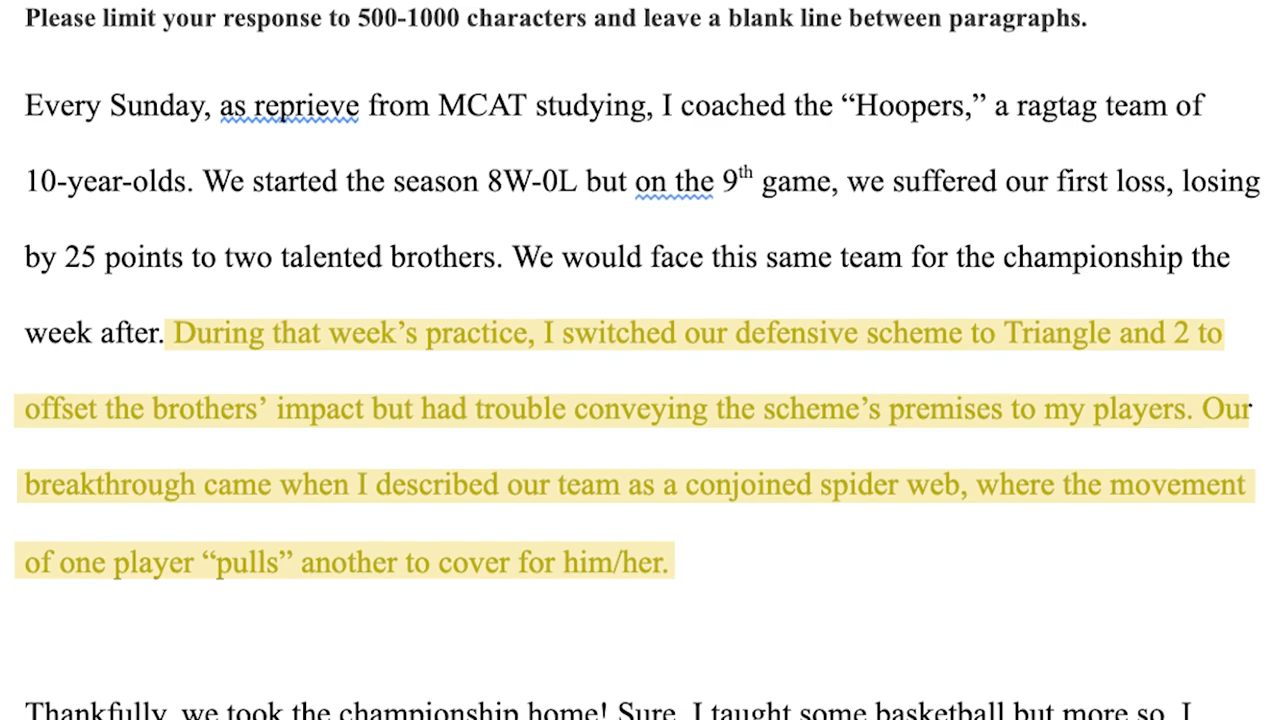 Please limit your response to 500-1000 characters and leave a blank line between paragraphs.
Every Sunday, as reprieve from MCAT studying, I coached the “Hoopers,” a ragtag team of
10-year-olds. We started the season 8W-0L but on the 9th game, we suffered our first loss, losing
by 25 points to two talented brothers. We would face this same team for the championship the
week after. During that week’s practice, I switched our defensive scheme to Triangle and 2 to
offset the brothers’ impact but had trouble conveying the scheme’s premises to my players. Our
breakthrough came when I described our team as a conjoined spider web, where the movement
of one player “pulls” another to cover for him/her.
Thankfully, we took the championship home! Sure, I taught some basketball but more so, I